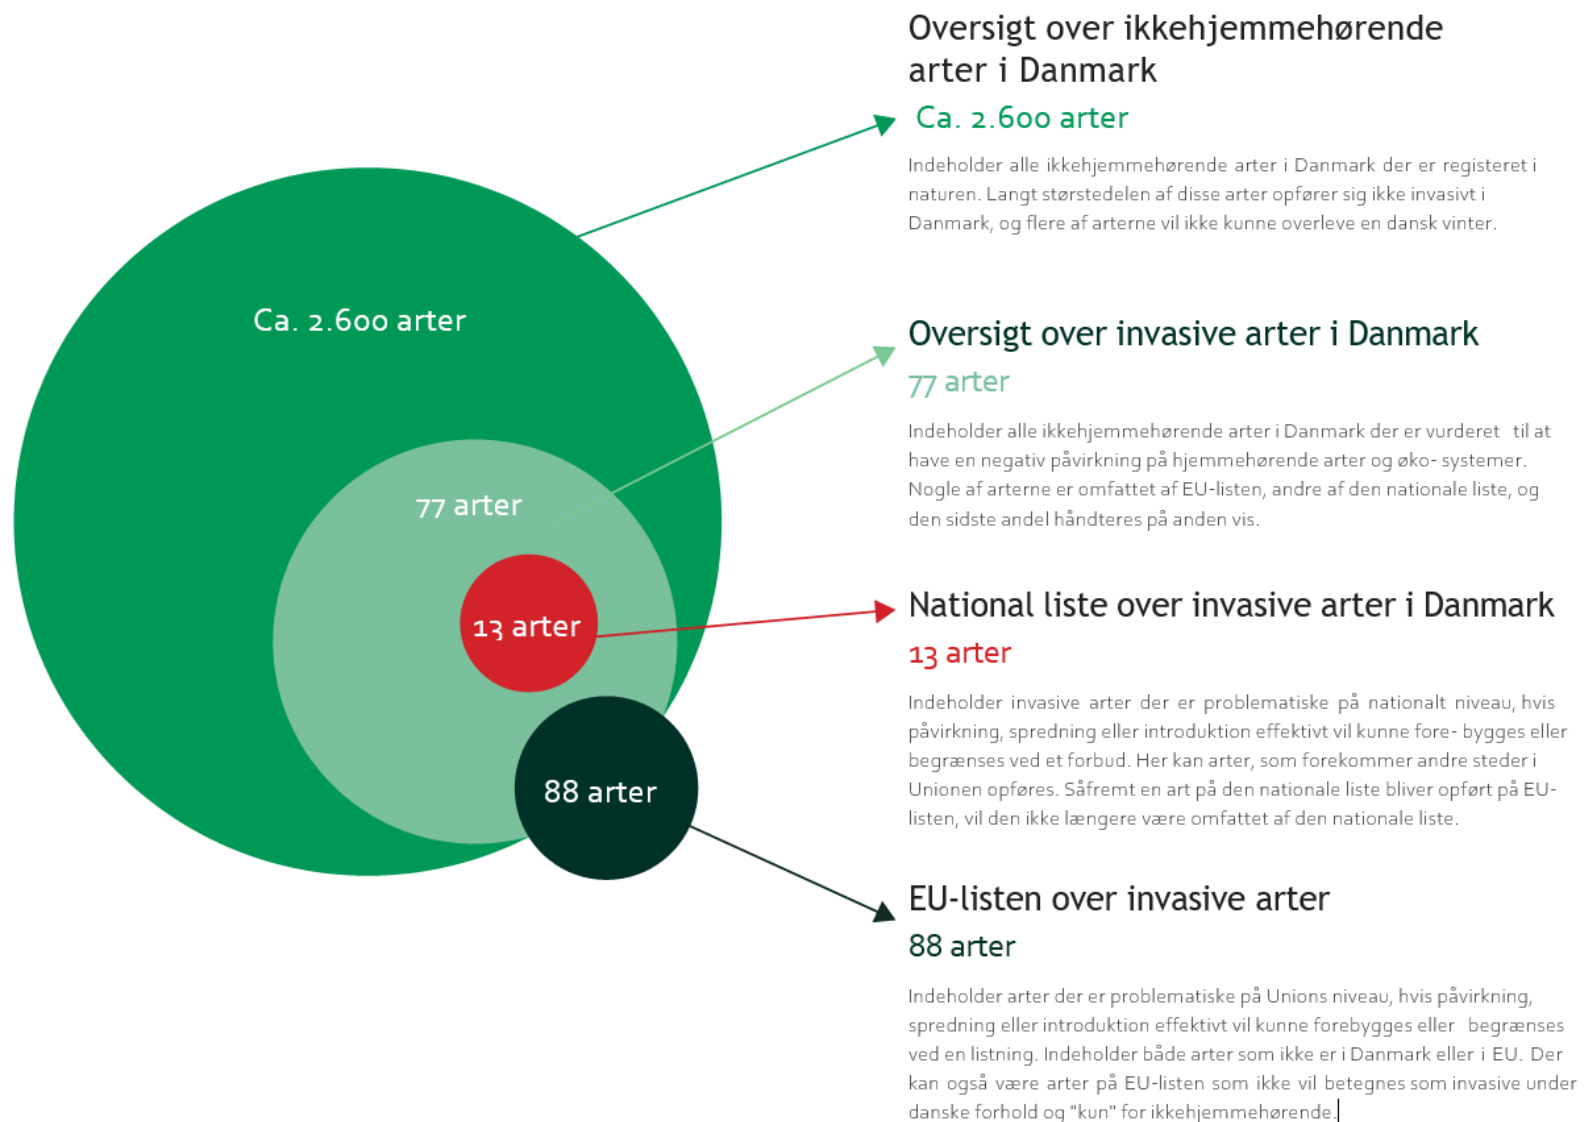 Oversigt over ikkehjemmehørende
arter i Danmark
Ca. 2.600 arter
Indeholder alle ikkehjemmehørende arter i Danmark der er registeret i
naturen. Langt størstedelen af disse arter opfører sig ikke invasivt i
Danmark, og flere af arterne vil ikke kunne overleve en dansk vinter.
Ca. 2.600 arter
Oversigt over invasive arter i Danmark
77 arter
Indeholder alle ikkehjemmehørende arter i Danmark der er vurderet til at
have en negativ påvirkning på hjemmehørende arter og øko- systemer.
Nogle af arterne er omfattet af EU-listen, andre af den nationale liste, og
den sidste andel håndteres på anden vis.
77 arter
National liste over invasive arter i Danmark
13 arter
Indeholder invasive arter der er problematiske på nationalt niveau, hvis
påvirkning, spredning eller introduktion effektivt vil kunne fore- bygges eller
begrænses ved et forbud. Her kan arter, som forekommer andre steder i
Unionen opføres. Såfremt en art på den nationale liste bliver opført på EU-
listen, vil den ikke længere være omfattet af den nationale liste.
13 arter
88 arter
EU-listen over invasive arter
88 arter
Indeholder arter der er problematiske på Unions niveau, hvis påvirkning,
spredning eller introduktion effektivt vil kunne forebygges eller begrænses
ved en listning. Indeholder både arter som ikke er i Danmark eller i EU. Der
kan også være arter på EU-listen som ikke vil betegnes som invasive under
danske forhold og "kun" for ikkehjemmehørende.